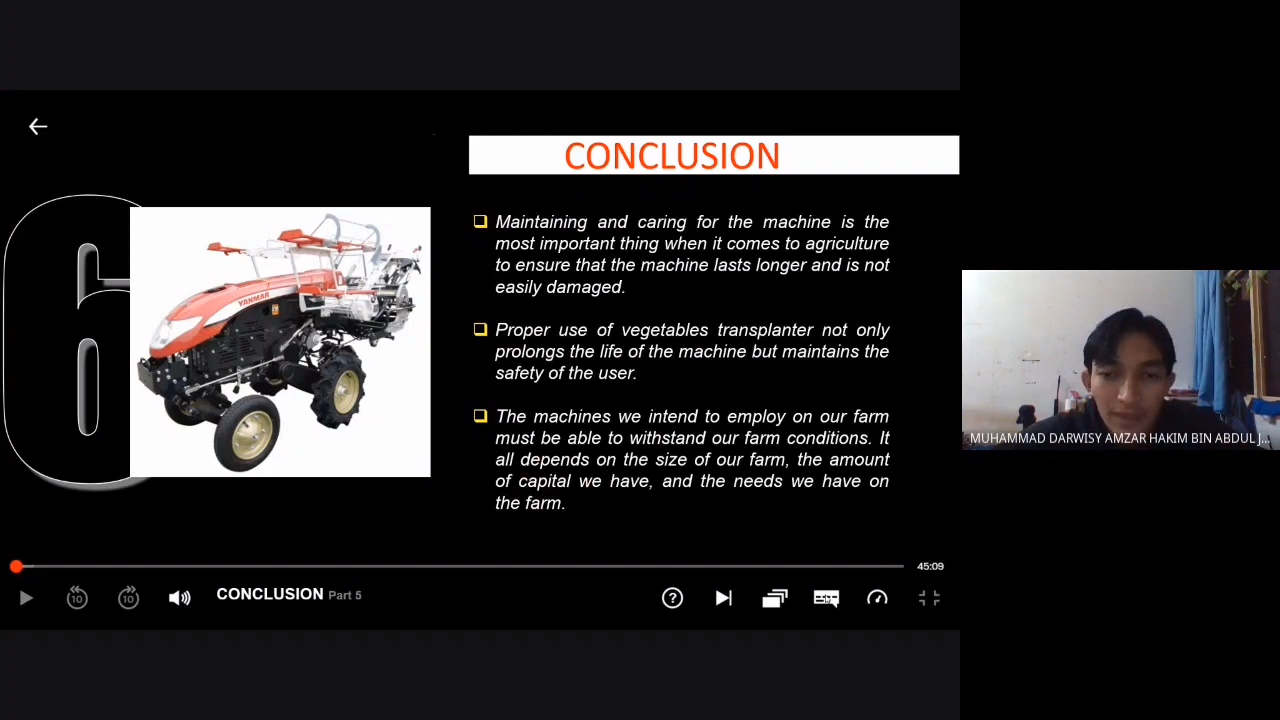 CONCLUSION
❑ Maintaining and caring for the machine is the
most important thing when it comes to agriculture
to ensure that the machine lasts longer and is not
easily damaged.
❑ Proper use of vegetables transplanter not only
prolongs the life of the machine but maintains the
safety of the user.
❑ The machines we intend to employ on our farm
must be able to withstand our farm conditions. It
all depends on the size of our farm, the amount
of capital we have, and the needs we have on
the farm.
6
YANMAR
MUHAMMAD DARWISY AMZAR HAKIM BIN ABDUL J...
45:09
10
10
CONCLUSION Part 5
?